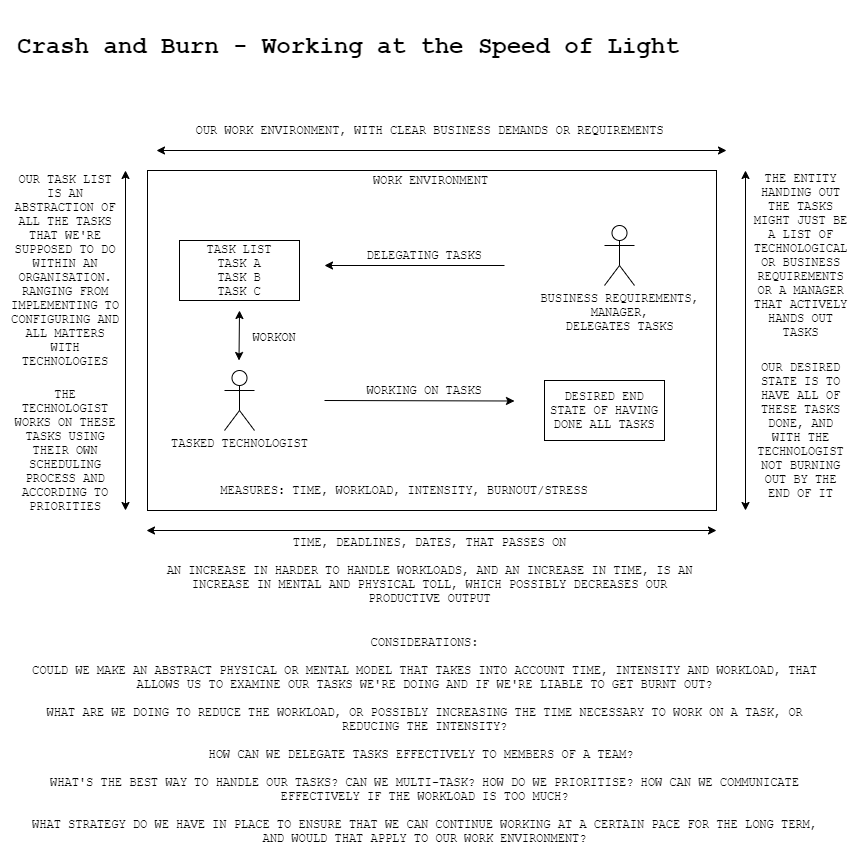 Crash and Burn - Working at the Speed of Light
OUR WORK ENVIRONMENT, WITH CLEAR BUSINESS DEMANDS OR REQUIREMENTS
OUR TASK LIST
IS AN
ABSTRACTION OF
ALL THE TASKS
THAT WE'RE
SUPPOSED TO DO
WITHIN AN
ORGANISATION.
RANGING FROM
IMPLEMENTING TO
CONFIGURING AND
ALL MATTERS
WITH
TECHNOLOGIES
THE
TECHNOLOGIST
WORKS ON THESE
TASKS USING
THEIR OWN
SCHEDULING
PROCESS AND
ACCORDING TO
PRIORITIES
WORK ENVIRONMENT
TASK LIST
TASK A
TASK B
TASK C
DELEGATING TASKS
BUSINESS REQUIREMENTS,
MANAGER,
DELEGATES TASKS
WORKON
TASKED TECHNOLOGIST
WORKING ON TASKS
DESIRED END
STATE OF HAVING
DONE ALL TASKS
MEASURES: TIME, WORKLOAD, INTENSITY, BURNOUT/STRESS
THE ENTITY
HANDING OUT
THE TASKS
MIGHT JUST BE
A LIST OF
TECHNOLOGICAL
OR BUSINESS
REQUIREMENTS
OR A MANAGER
THAT ACTIVELY
HANDS OUT
TASKS
OUR DESIRED
STATE IS TO
HAVE ALL OF
THESE TASKS
DONE, AND
WITH THE
TECHNOLOGIST
NOT BURNING
OUT BY THE
END OF IT
TIME, DEADLINES, DATES, THAT PASSES ON
AN INCREASE IN HARDER TO HANDLE WORKLOADS, AND AN INCREASE IN TIME, IS AN
INCREASE IN MENTAL AND PHYSICAL TOLL, WHICH POSSIBLY DECREASES OUR
PRODUCTIVE OUTPUT
CONSIDERATIONS:
COULD WE MAKE AN ABSTRACT PHYSICAL OR MENTAL MODEL THAT TAKES INTO ACCOUNT TIME, INTENSITY AND WORKLOAD, THAT
ALLOWS US TO EXAMINE OUR TASKS WE'RE DOING AND IF WE'RE LIABLE TO GET BURNT OUT?
WHAT ARE WE DOING TO REDUCE THE WORKLOAD, OR POSSIBLY INCREASING THE TIME NECESSARY TO WORK ON A TASK, OR
REDUCING THE INTENSITY?
HOW CAN WE DELEGATE TASKS EFFECTIVELY TO MEMBERS OF A TEAM?
WHAT'S THE BEST WAY TO HANDLE OUR TASKS? CAN WE MULTI-TASK? HOW DO WE PRIORITISE? HOW CAN WE COMMUNICATE
EFFECTIVELY IF THE WORKLOAD IS TOO MUCH?
WHAT STRATEGY DO WE HAVE IN PLACE TO ENSURE THAT WE CAN CONTINUE WORKING AT A CERTAIN PACE FOR THE LONG TERM,
AND WOULD THAT APPLY TO OUR WORK ENVIRONMENT?